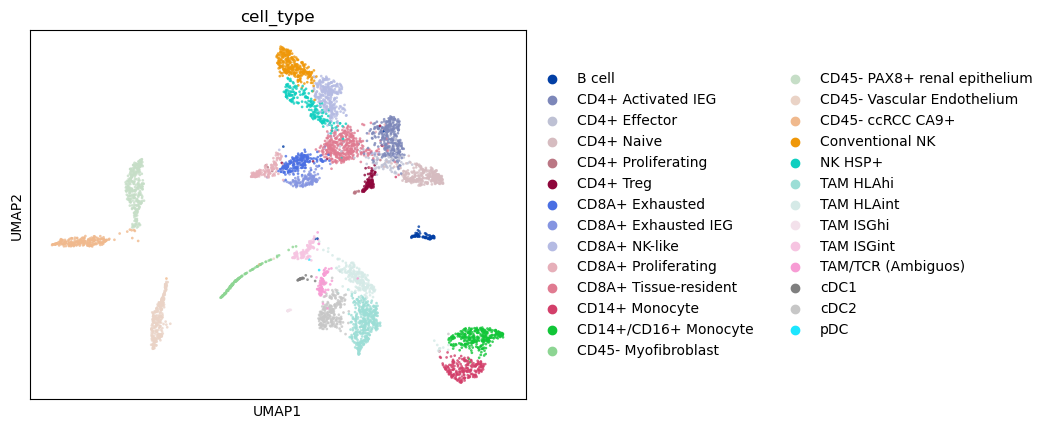 cell_type
UMAP2
UMAP1
B cell
CD4+ Activated IEG
CD4+ Effector
CD4+ Naive
CD4+ Proliferating
CD4+ Treg
CD8A+ Exhausted
CD8A+ Exhausted IEG
CD8A+ NK-like
CD8A+ Proliferating
CD8A+ Tissue-resident
CD14+ Monocyte
CD14+/CD16+ Monocyte
CD45- Myofibroblast
CD45- PAX8+ renal epithelium
CD45- Vascular Endothelium
CD45- ccRCC CA9+
Conventional NK
NK HSP+
TAM HLAhi
TAM HLAint
TAM ISGhi
TAM ISGint
TAM/TCR (Ambiguos)
cDC1
cDC2
pDC